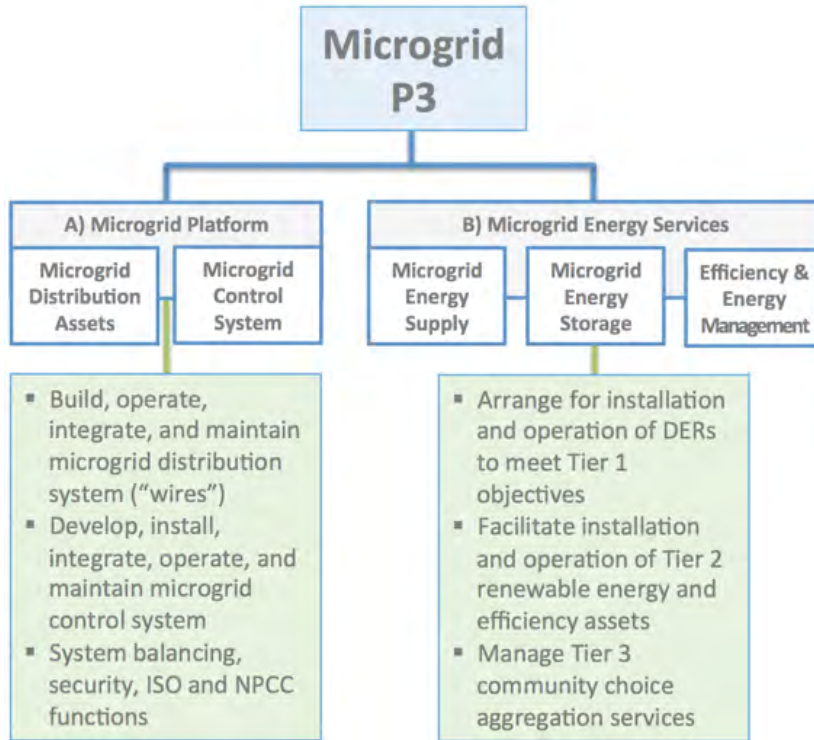 Microgrid
P3
A) Microgrid Platform
Microgrid
Distribution
Assets
Microgrid
Control
System
B) Microgrid Energy Services
Microgrid
Energy
Supply
Microgrid
Energy
Storage
Efficiency &
Energy
Management
▪ Build, operate,
integrate, and maintain
microgrid distribution
system (“wires”)
▪ Develop, install,
integrate, operate, and
maintain microgrid
control system
▪ System balancing,
security, ISO and NPCC
functions
▪ Arrange for installation
and operation of DERs
to meet Tier 1
objectives
▪ Facilitate installation
and operation of Tier 2
renewable energy and
efficiency assets
▪ Manage Tier 3
community choice
aggregation services